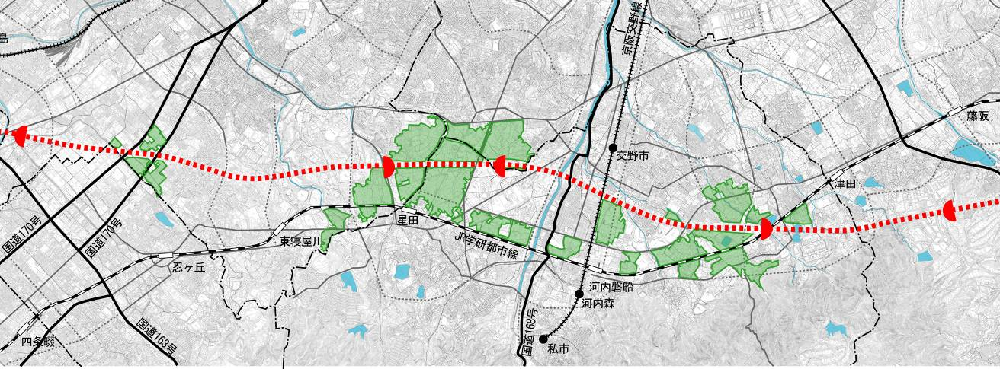 京阪交野線
島
藤阪
交野市
津田
星田
国道170号
国道170号
東寝屋川
JR学研都市線
忍ヶ丘
河内磐船
河内森
国道168号
国道163号
四条畷
私市